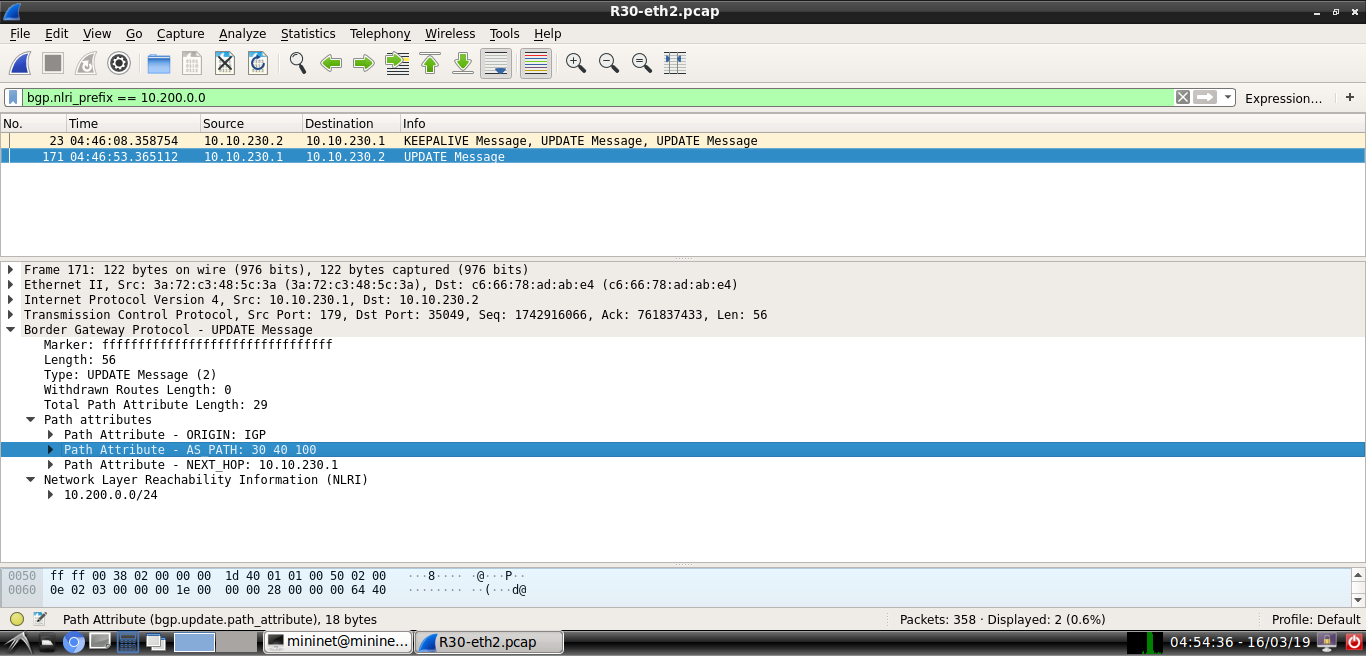 R30-eth2.pcap
File Edit View Go Capture Analyze Statistics Telephony Wireless Tools Help
bgp.nlri_prefix == 10.200.0.0 Expression… +
No. Time Source Destination Info
23 04:46:08.358754 10.10.230.2 10.10.230.1 KEEPALIVE Message, UPDATE Message, UPDATE Message
171 04:46:53.365112 10.10.230.1 10.10.230.2 UPDATE Message
Frame 171: 122 bytes on wire (976 bits), 122 bytes captured (976 bits)
Ethernet II, Src: 3a:72:c3:48:5c:3a (3a:72:c3:48:5c:3a), Dst: c6:66:78:ad:ab:e4 (c6:66:78:ad:ab:e4)
Internet Protocol Version 4, Src: 10.10.230.1, Dst: 10.10.230.2
Transmission Control Protocol, Src Port: 179, Dst Port: 35049, Seq: 1742916066, Ack: 761837433, Len: 56
Border Gateway Protocol - UPDATE Message
Marker: ffffffffffffffffffffffffffffffff
Length: 56
Type: UPDATE Message (2)
Withdrawn Routes Length: 0
Total Path Attribute Length: 29
Path attributes
Path Attribute - ORIGIN: IGP
Path Attribute - AS_PATH: 30 40 100
Path Attribute - NEXT_HOP: 10.10.230.1
Network Layer Reachability Information (NLRI)
10.200.0.0/24
0050 ff ff 00 38 02 00 00 00 1d 40 01 01 00 50 02 00 ···8···· ·@···P··
0060 0e 02 03 00 00 00 1e 00 00 00 28 00 00 00 64 40 ········ ··(···d@
Path Attribute (bgp.update.path_attribute), 18 bytes Packets: 358 · Displayed: 2 (0.6%) Profile: Default
mininet@minine... R30-eth2.pcap 04:54:36 - 16/03/19